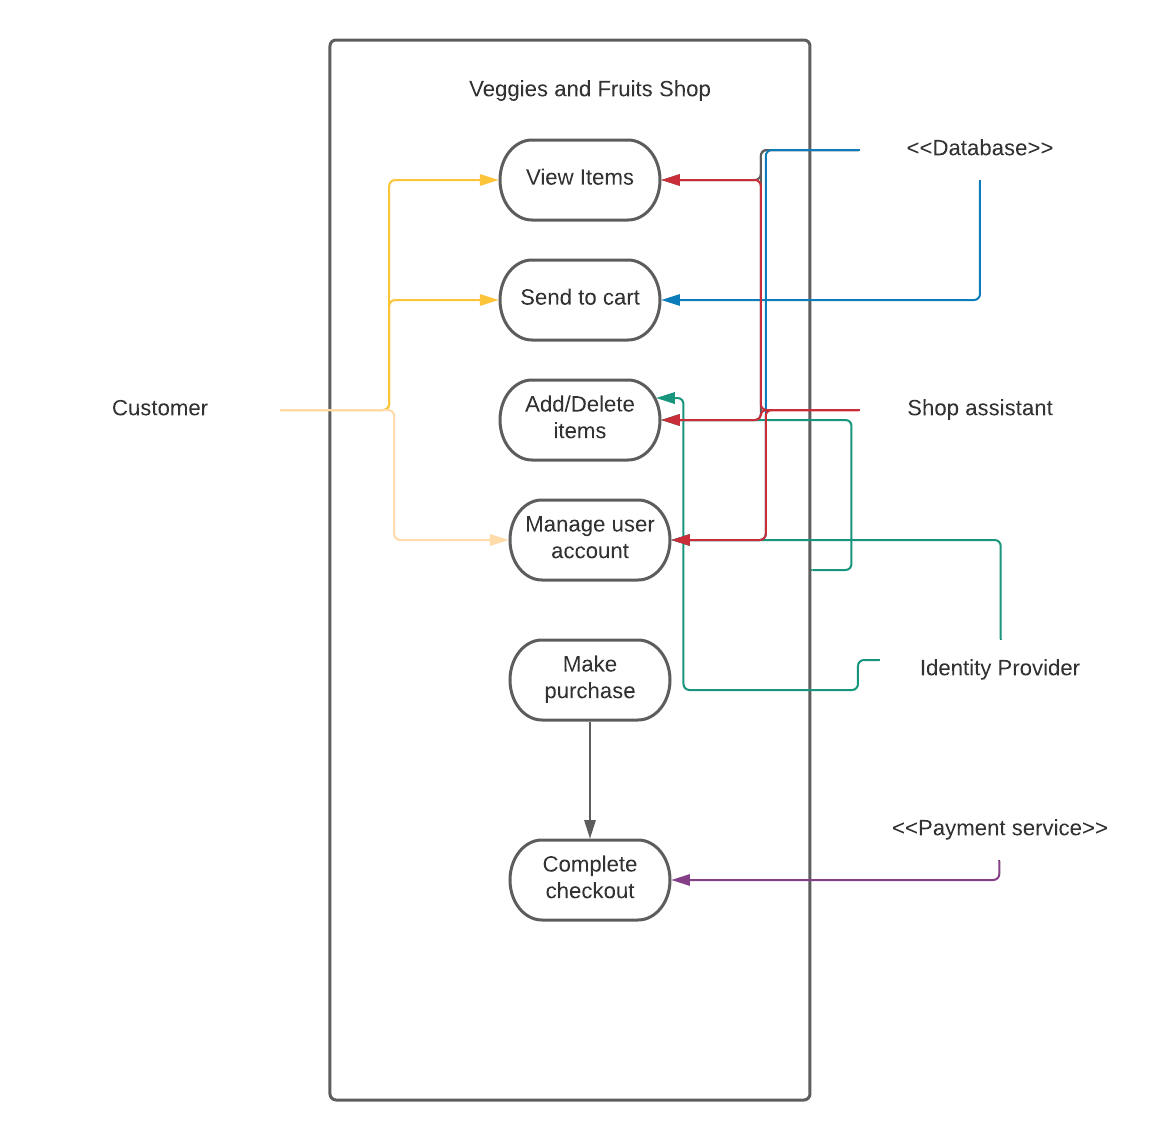 Veggies and Fruits Shop
View Items
<<Database>>
Send to cart
Customer
Add/Delete
items
Shop assistant
Manage user
account
Make
purchase
Identity Provider
<<Payment service>>
Complete
checkout